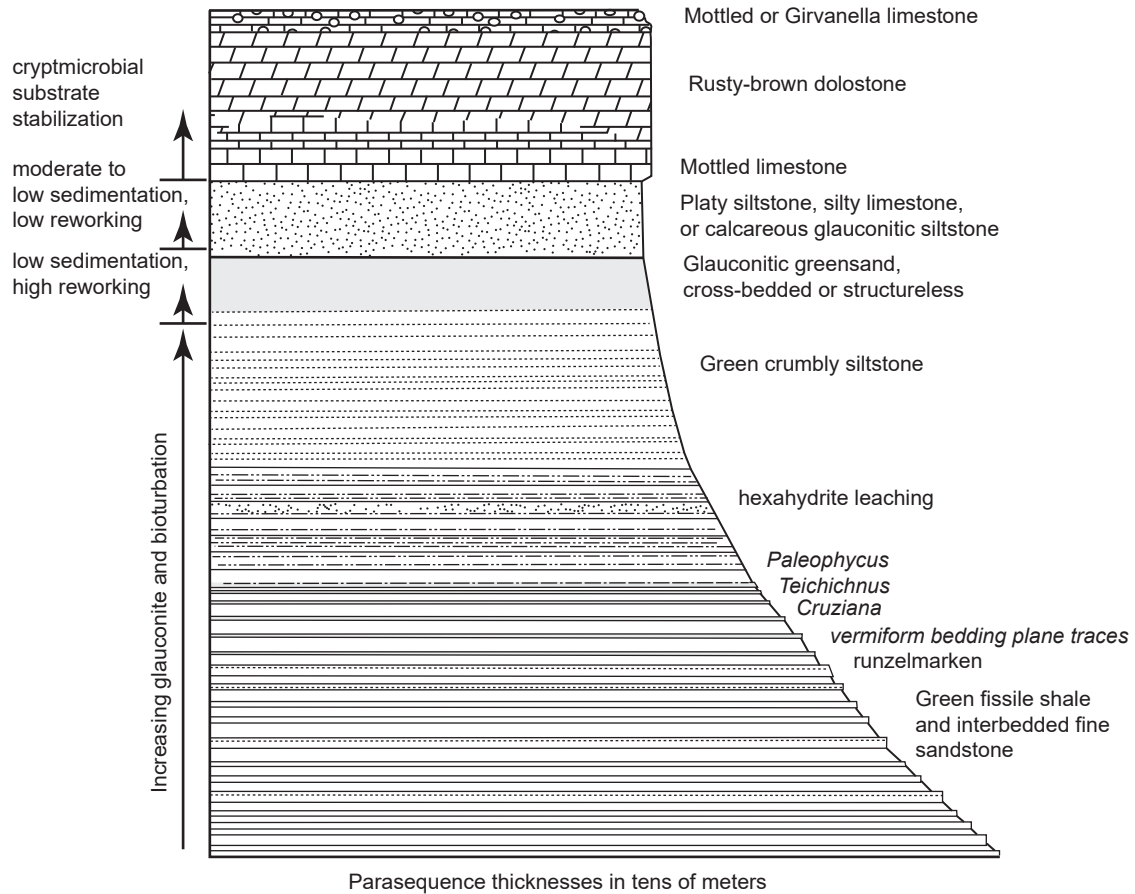 Mottled or Girvanella limestone
Rusty-brown dolostone
Mottled limestone
Platy siltstone, silty limestone,
or calcareous glauconitic siltstone
Glauconitic greensand,
cross-bedded or structureless
Green crumbly siltstone
hexahydrite leaching
Paleophycus
Teichichnus
Cruziana
vermiform bedding plane traces
runzelmarken
Green fissile shale
and interbedded fine
sandstone
cryptmicrobial
substrate
stabilization
moderate to
low sedimentation,
low reworking
low sedimentation,
high reworking
Increasing glauconite and bioturbation
Parasequence thicknesses in tens of meters